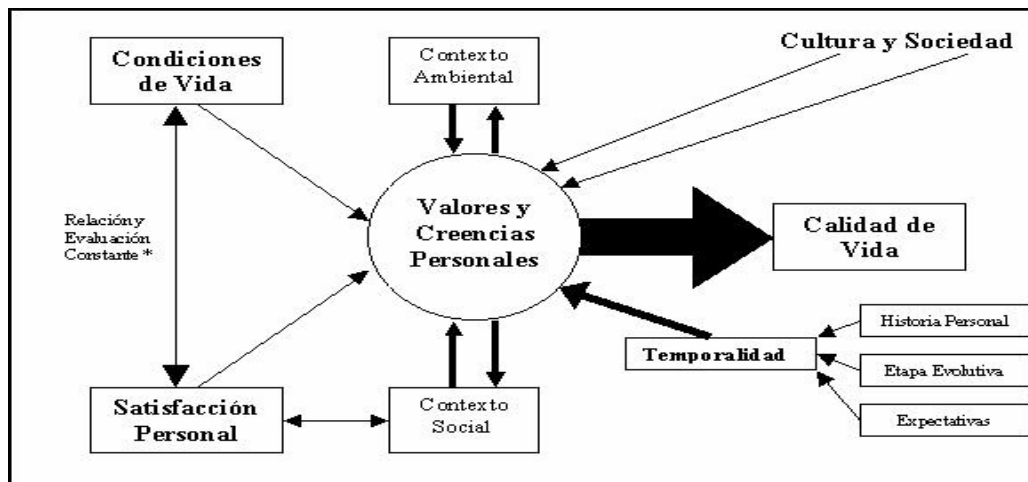 Condiciones
de Vida
Contexto
Ambiental
Cultura y Sociedad
Relación y
Evaluación
Constante *
Valores y
Creencias
Personales
Calidad de
Vida
Historia Personal
Temporalidad
Etapa Evolutiva
Expectativas
Satisfacción
Personal
Contexto
Social